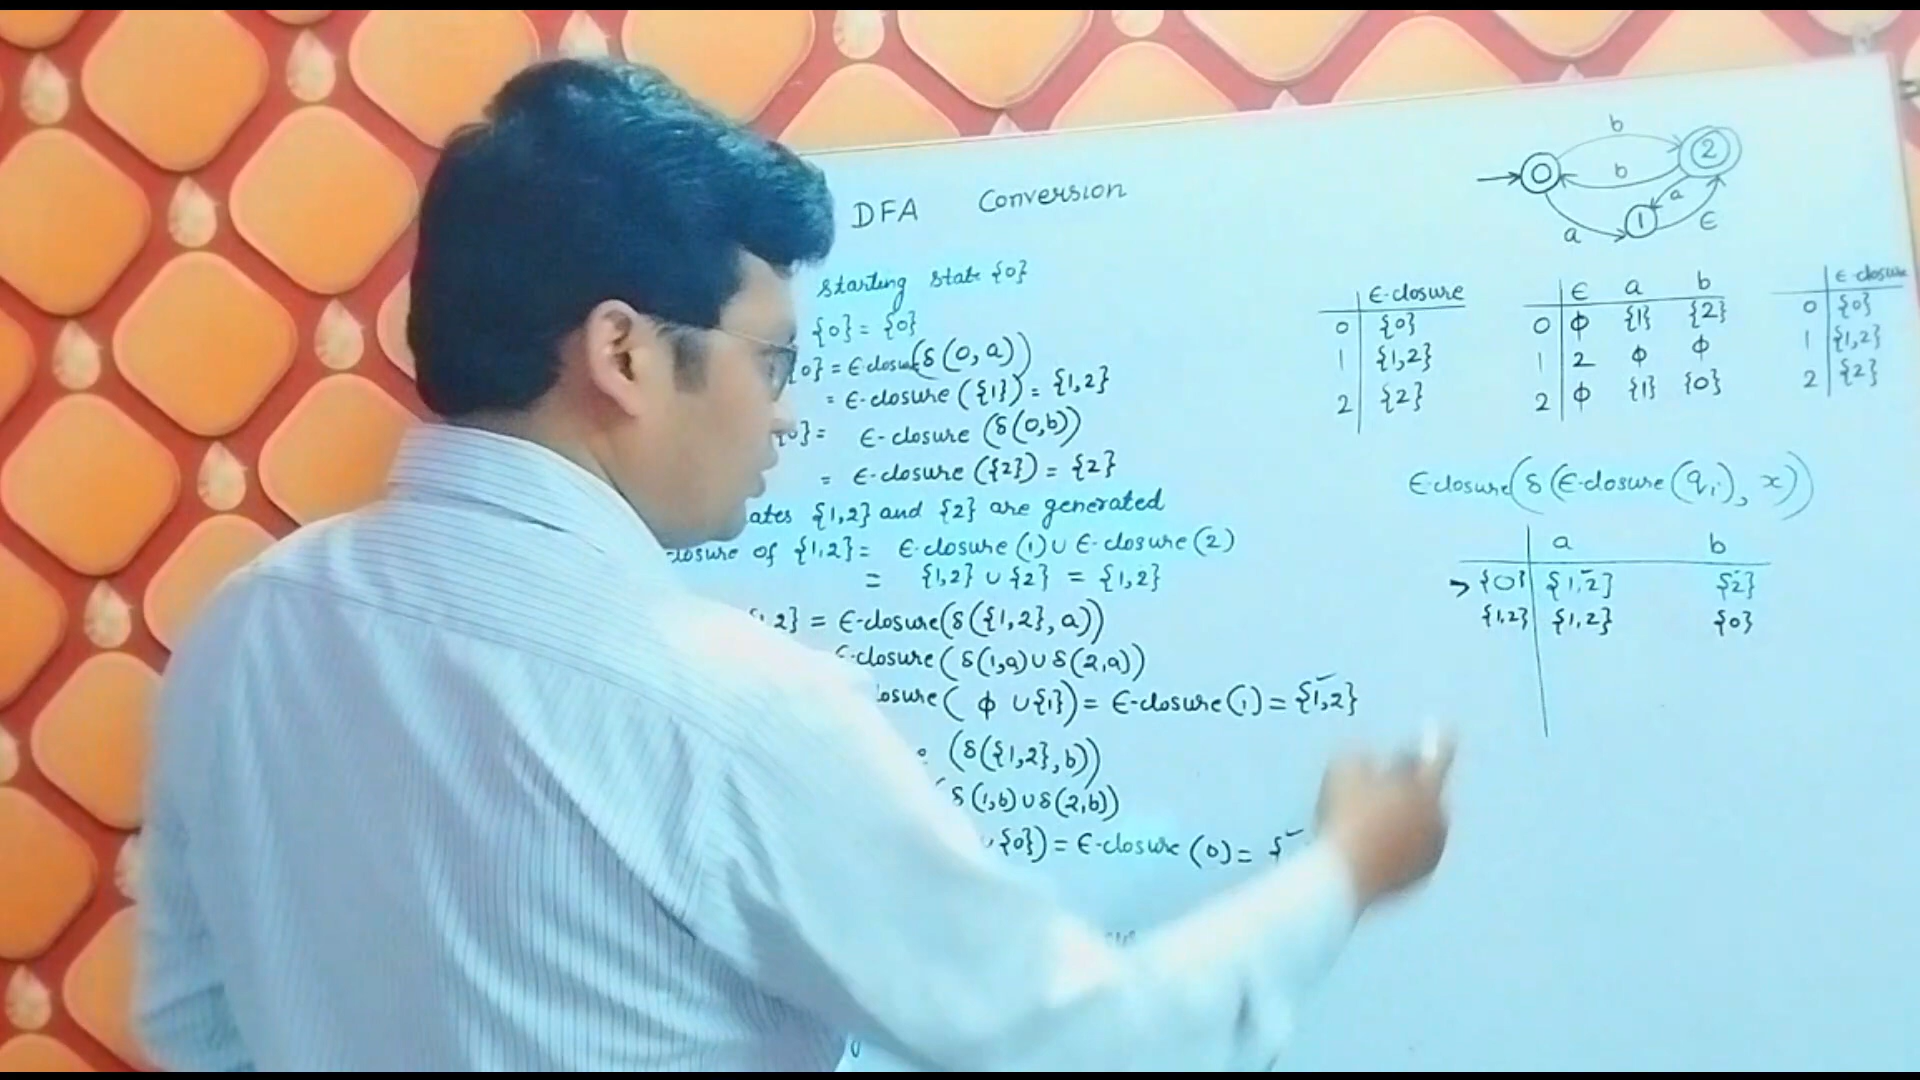 DFA Conversion
starting state {0}
{0} = {0}
{0} = ϵ-closure(δ(0,a))
= ϵ-closure({1}) = {1,2}
{0} = ϵ-closure(δ(0,b))
= ϵ-closure({2}) = {2}
{1,2} and {2} are generated
of {1,2} = ϵ-closure(1) ∪ ϵ-closure(2)
= {1,2} ∪ {2} = {1,2}
2} = ϵ-closure(δ({1,2},a))
closure(δ(1,a) ∪ δ(2,a))
(ϕ ∪ {1}) = ϵ-closure(1) = {1,2}
(δ({1,2},b))
δ(1,b) ∪ δ(2,b))
∪ {0}) = ϵ-closure(0) = {
b
0 b 2
a
1
a ϵ
ϵ-closure
0 {0}
1 {1,2}
2 {2}
ϵ a b
0 ϕ {1} {2}
1 2 ϕ ϕ
2 ϕ {1} {0}
ϵ-closure
0 {0}
1 {1,2}
2 {2}
ϵ-closure(δ(ϵ-closure(qi), x))
a b
→ {0} {1,2} {2}
{1,2} {1,2} {0}